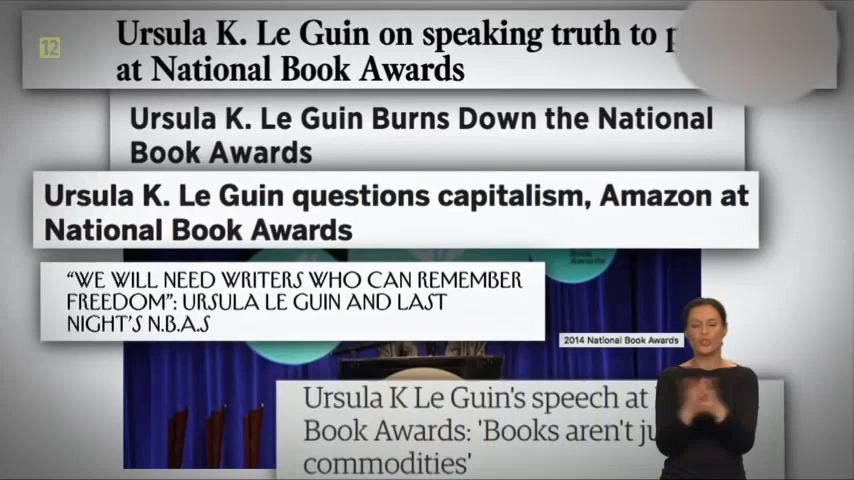 12
Ursula K. Le Guin on speaking truth to
at National Book Awards
Ursula K. Le Guin Burns Down the National
Book Awards
Ursula K. Le Guin questions capitalism, Amazon at
National Book Awards
“WE WILL NEED WRITERS WHO CAN REMEMBER
FREEDOM”: URSULA LE GUIN AND LAST
NIGHT’S N.B.A.S
Book
Awards
2014 National Book Awards
Ursula K Le Guin's speech at
Book Awards: 'Books aren't
commodities'